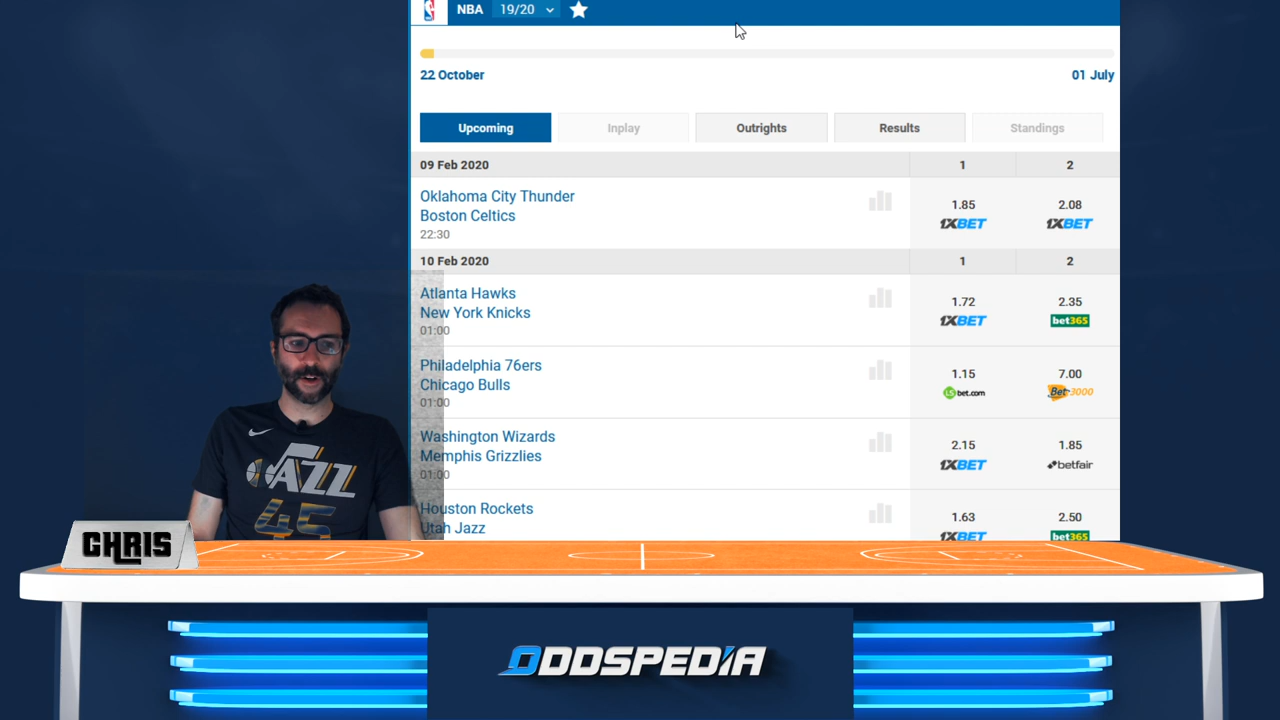 NBA 19/20
22 October 01 July
Upcoming Inplay Outrights Results Standings
09 Feb 2020 1 2
Oklahoma City Thunder
Boston Celtics
22:30
1.85 2.08
1XBET 1XBET
10 Feb 2020 1 2
Atlanta Hawks
New York Knicks
01:00
1.72 2.35
1XBET bet365
Philadelphia 76ers
Chicago Bulls
01:00
1.15 7.00
LSbet.com Bet3000
Washington Wizards
Memphis Grizzlies
01:00
2.15 1.85
1XBET betfair
Houston Rockets
Utah Jazz
1.63 2.50
1XBET bet365
JAZZ
45
CHRIS
ODDSPEDIA